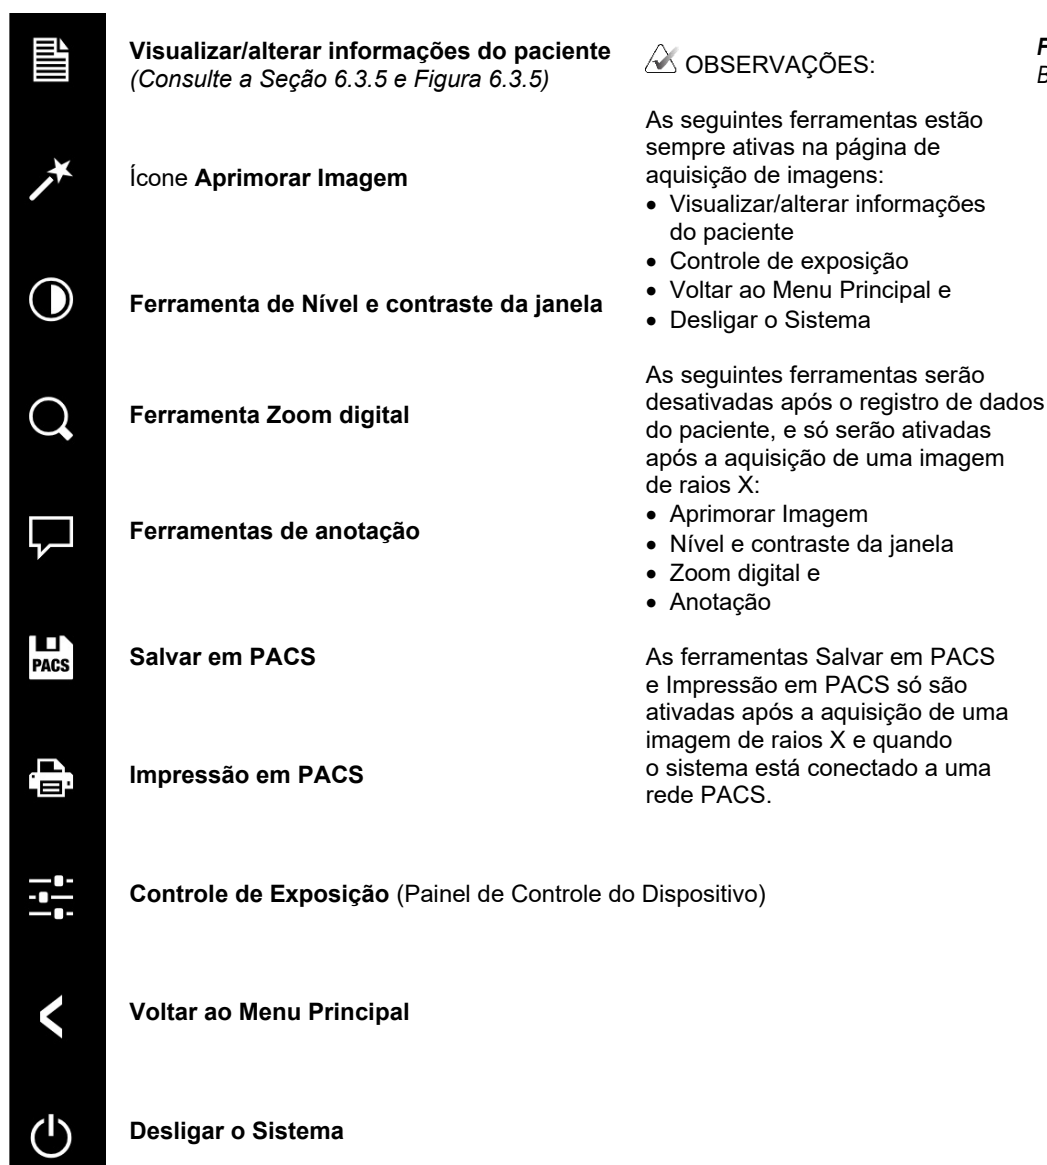 Visualizar/alterar informações do paciente
(Consulte a Seção 6.3.5 e Figura 6.3.5)
Ícone Aprimorar Imagem
Ferramenta de Nível e contraste da janela
Ferramenta Zoom digital
Ferramentas de anotação
PACS
Salvar em PACS
Impressão em PACS
Controle de Exposição (Painel de Controle do Dispositivo)
Voltar ao Menu Principal
Desligar o Sistema
OBSERVAÇÕES:
As seguintes ferramentas estão
sempre ativas na página de
aquisição de imagens:
• Visualizar/alterar informações
do paciente
• Controle de exposição
• Voltar ao Menu Principal e
• Desligar o Sistema
As seguintes ferramentas serão
desativadas após o registro de dados
do paciente, e só serão ativadas
após a aquisição de uma imagem
de raios X:
• Aprimorar Imagem
• Nível e contraste da janela
• Zoom digital e
• Anotação
As ferramentas Salvar em PACS
e Impressão em PACS só são
ativadas após a aquisição de uma
imagem de raios X e quando
o sistema está conectado a uma
rede PACS.